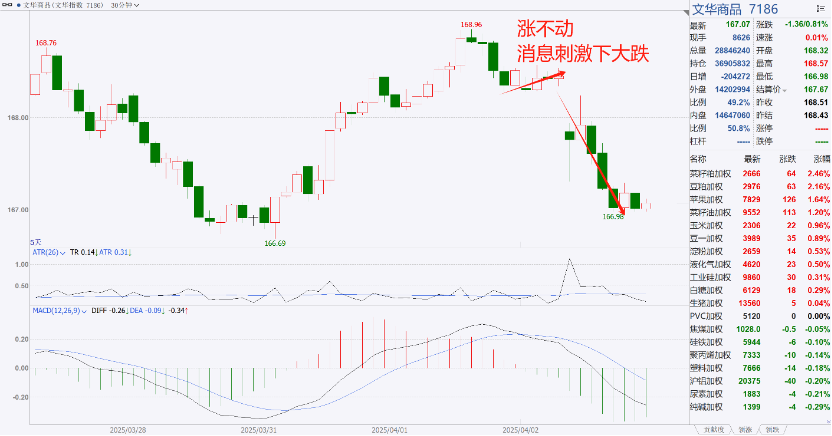 文华商品(文华指数 7186) 30分钟
168.76
168.96
涨不动
消息刺激下大跌
168.00
167.00
166.98
166.69
5天
ATR(26) TR 0.14↓ATR 0.31↓
1.00
0.60
MACD(12,26,9) DIFF -0.26↓DEA -0.09↓ -0.34↑
0.20
0.00
-0.20
2025/03/28 2025/03/31 2025/04/01 2025/04/02
文华商品 7186
最新 167.07 涨跌 -1.36/0.81%
现手 8626 速涨 0.01%
总量 28846240 开盘 168.32
持仓 36905832 最高 168.57
日增 -204272 最低 166.98
外盘 14202994 结算价 167.67
比例 49.2% 昨收 168.51
内盘 14647060 昨结 168.43
比例 50.8% 涨停 -----
杠杆 ----- 跌停 -----
名称 最新 涨跌 涨幅
菜籽粕加权 2666 64 2.46%
豆粕加权 2976 63 2.16%
苹果加权 7829 126 1.64%
菜籽油加权 9552 113 1.20%
玉米加权 2306 22 0.96%
豆一加权 3989 35 0.89%
淀粉加权 2659 14 0.53%
液化气加权 4620 23 0.50%
工业硅加权 9860 30 0.31%
白糖加权 6129 18 0.29%
生猪加权 13560 5 0.04%
PVC加权 5120 0 0.00%
焦煤加权 1028.0 -0.5 -0.05%
硅铁加权 5944 -6 -0.10%
聚丙烯加权 7333 -10 -0.14%
塑料加权 7666 -14 -0.18%
沪铝加权 20375 -40 -0.20%
尿素加权 1883 -4 -0.21%
纯碱加权 1399 -4 -0.29%
贡献度 领涨 领跌